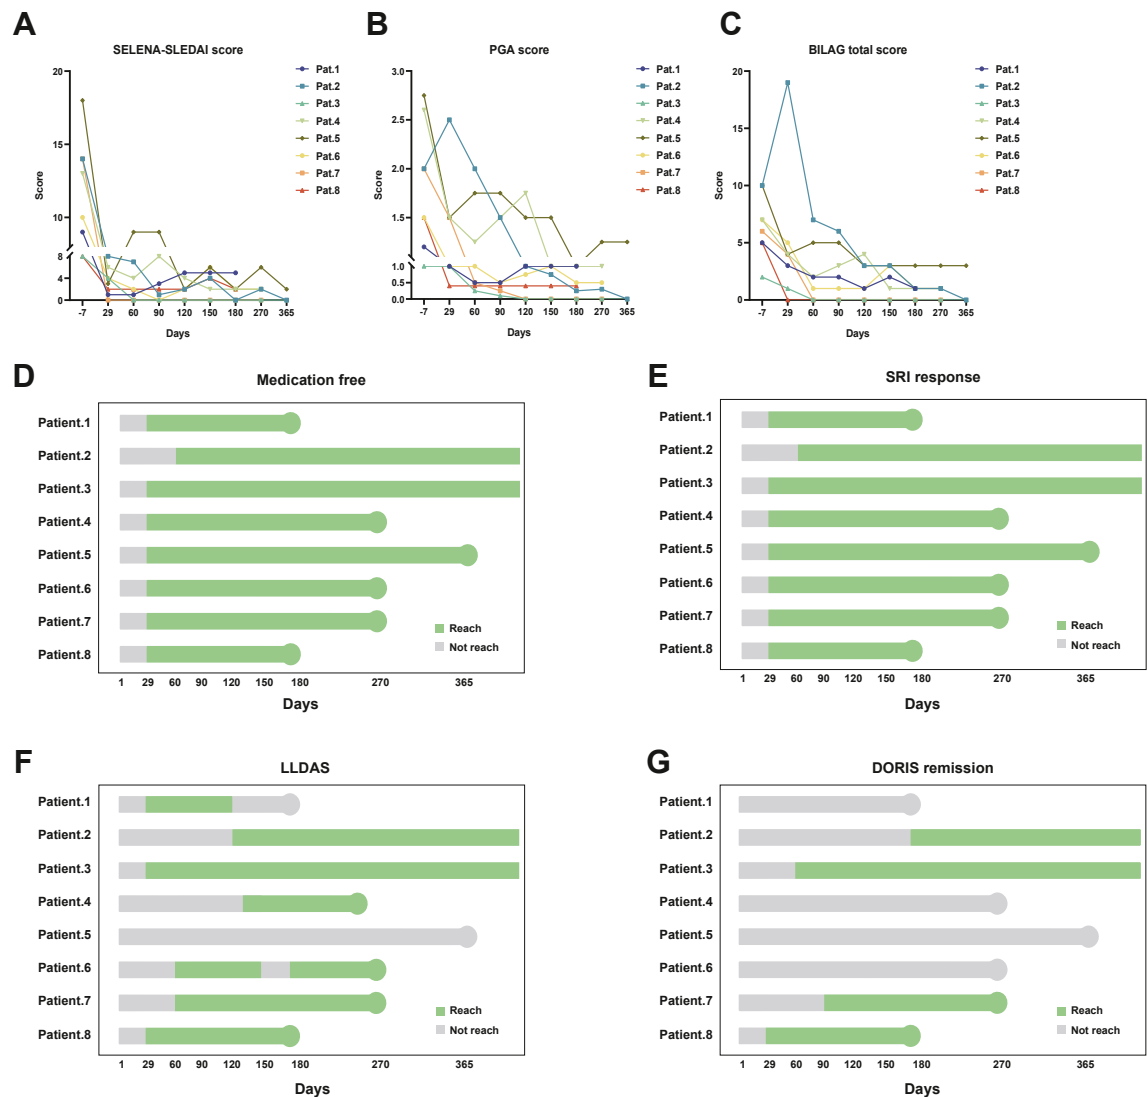 A
SELENA-SLEDAI score
Score
20
10
8
4
0
-7 29 60 90 120 150 180 270 365
Days
Pat.1
Pat.2
Pat.3
Pat.4
Pat.5
Pat.6
Pat.7
Pat.8
B
PGA score
Score
3.0
2.5
2.0
1.5
1.0
0.5
0.0
-7 29 60 90 120 150 180 270 365
Days
Pat.1
Pat.2
Pat.3
Pat.4
Pat.5
Pat.6
Pat.7
Pat.8
C
BILAG total score
Score
20
15
10
5
0
-7 29 60 90 120 150 180 270 365
Days
Pat.1
Pat.2
Pat.3
Pat.4
Pat.5
Pat.6
Pat.7
Pat.8
D
Medication free
Patient.1
Patient.2
Patient.3
Patient.4
Patient.5
Patient.6
Patient.7
Patient.8
Reach
Not reach
1 29 60 90 120 150 180 270 365
Days
E
SRI response
Patient.1
Patient.2
Patient.3
Patient.4
Patient.5
Patient.6
Patient.7
Patient.8
Reach
Not reach
1 29 60 90 120 150 180 270 365
Days
F
LLDAS
Patient.1
Patient.2
Patient.3
Patient.4
Patient.5
Patient.6
Patient.7
Patient.8
Reach
Not reach
1 29 60 90 120 150 180 270 365
Days
G
DORIS remission
Patient.1
Patient.2
Patient.3
Patient.4
Patient.5
Patient.6
Patient.7
Patient.8
Reach
Not reach
1 29 60 90 120 150 180 270 365
Days